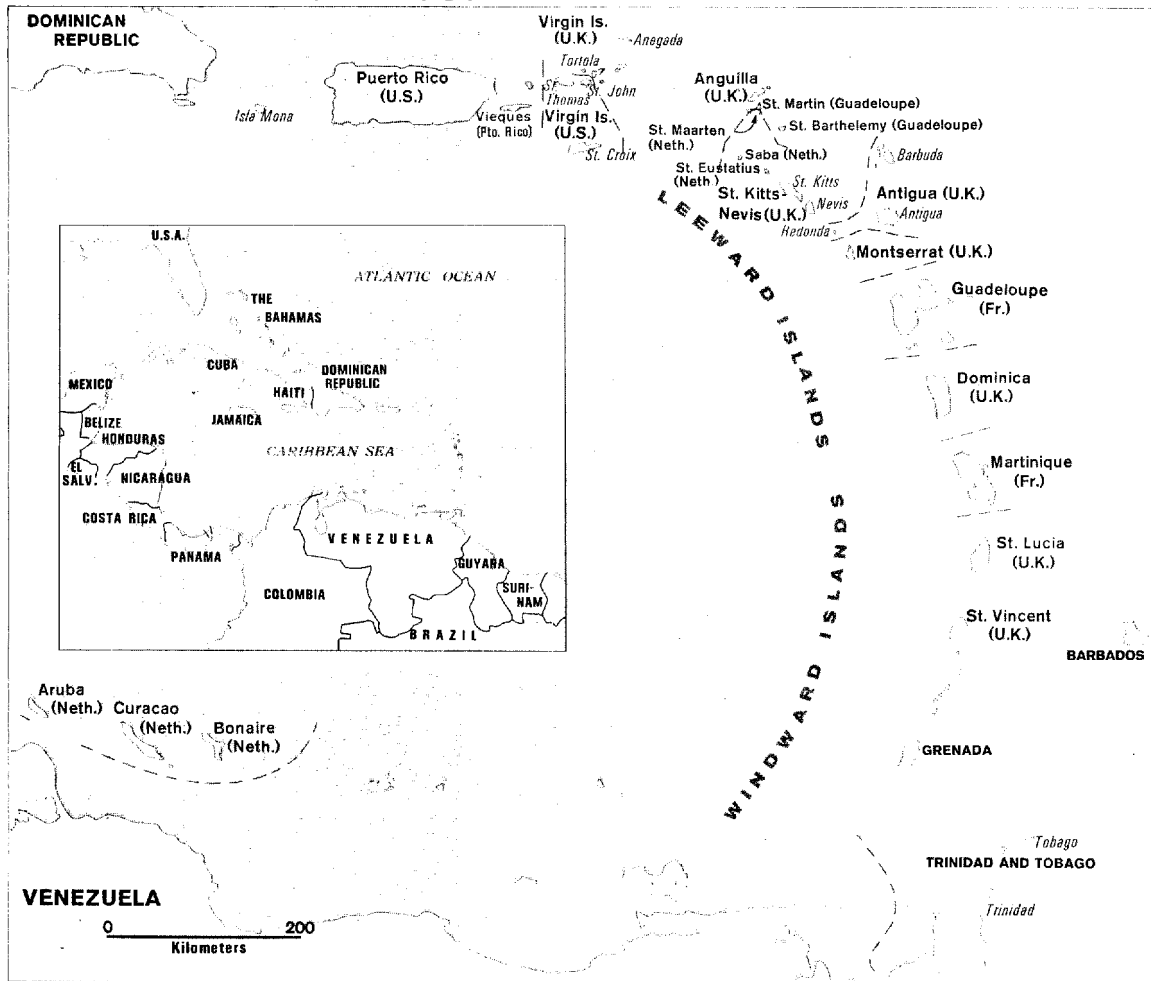 DOMINICAN
REPUBLIC
Isla Mona
Puerto Rico
(U.S.)
Vieques
(Pto. Rico)
Virgin Is.
(U.K.)
Anegada
Tortola
St.
Thomas
St. John
Virgin Is.
(U.S.)
St. Croix
Anguilla
(U.K.)
St. Martin (Guadeloupe)
St. Barthelemy (Guadeloupe)
St. Maarten
(Neth.)
Saba (Neth.)
St. Eustatius
(Neth.)
St. Kitts
St. Kitts-
Nevis (U.K.)
Nevis
Redonda
Barbuda
Antigua (U.K.)
Antigua
Montserrat (U.K.)
Guadeloupe
(Fr.)
Dominica
(U.K.)
Martinique
(Fr.)
St. Lucia
(U.K.)
St. Vincent
(U.K.)
BARBADOS
GRENADA
Tobago
TRINIDAD AND TOBAGO
Trinidad
LEEWARD ISLANDS
WINDWARD ISLANDS
U.S.A.
ATLANTIC OCEAN
THE
BAHAMAS
CUBA
DOMINICAN
REPUBLIC
HAITI
MEXICO
JAMAICA
BELIZE
HONDURAS
CARIBBEAN SEA
EL
SALV.
NICARAGUA
COSTA RICA
PANAMA
VENEZUELA
GUYANA
SURI-
NAM
COLOMBIA
BRAZIL
Aruba
(Neth.)
Curacao
(Neth.)
Bonaire
(Neth.)
VENEZUELA
0 200
Kilometers